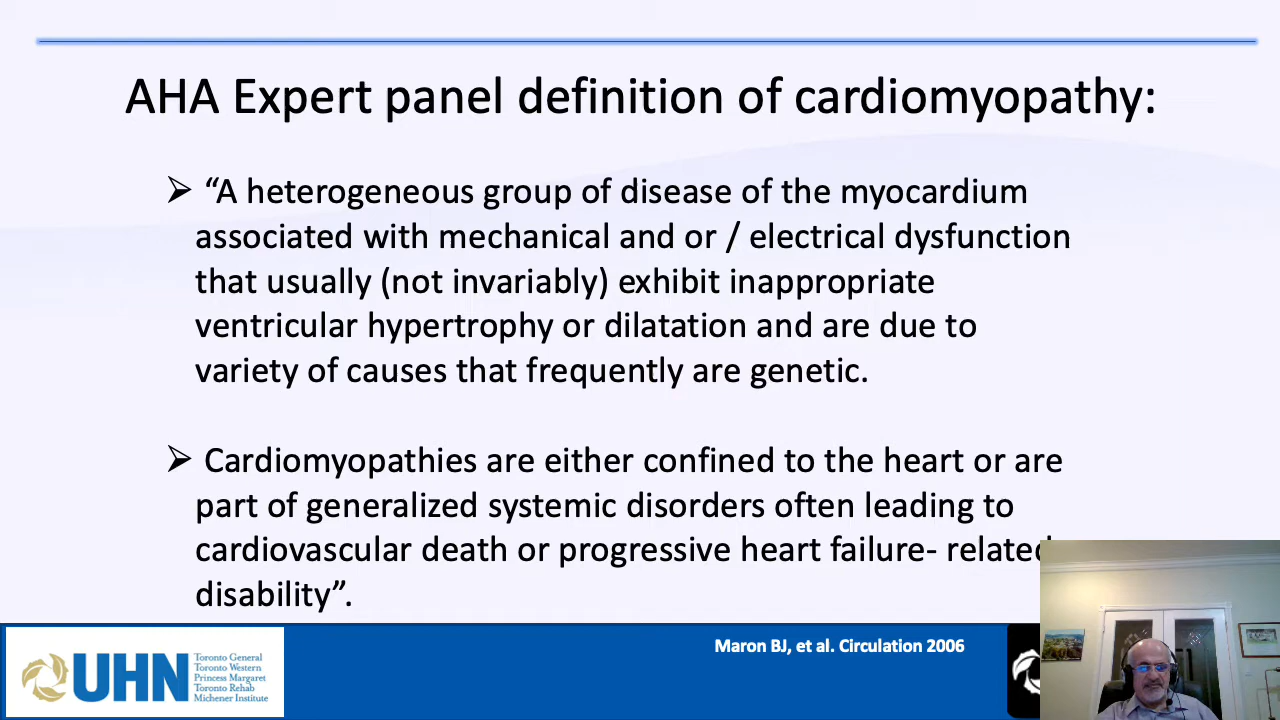 AHA Expert panel definition of cardiomyopathy:
➢ “A heterogeneous group of disease of the myocardium
associated with mechanical and or / electrical dysfunction
that usually (not invariably) exhibit inappropriate
ventricular hypertrophy or dilatation and are due to
variety of causes that frequently are genetic.
➢ Cardiomyopathies are either confined to the heart or are
part of generalized systemic disorders often leading to
cardiovascular death or progressive heart failure- related
disability”.
Maron BJ, et al. Circulation 2006
UHN
Toronto General
Toronto Western
Princess Margaret
Toronto Rehab
Michener Institute